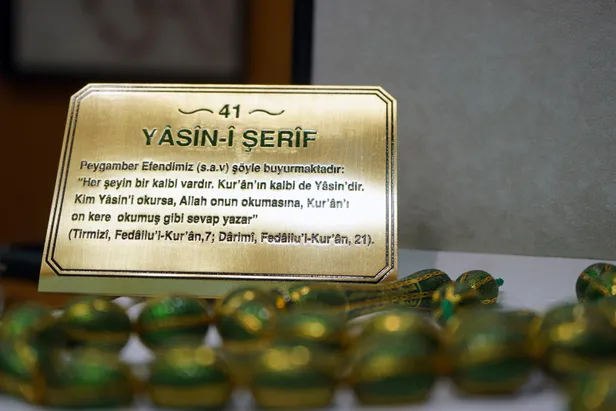 41
YÂSÎN-Î ŞERÎF
Peygamber Efendimiz (s.a.v) şöyle buyurmaktadır:
“Her şeyin bir kalbi vardır. Kur’ân’ın kalbi de Yâsin’dir.
Kim Yâsin’i okursa, Allah onun okumasına, Kur’ân’ı
on kere okumuş gibi sevap yazar”
(Tirmizî, Fedâilu’l-Kur’ân,7; Dârimî, Fedâilu’l-Kur’ân, 21).